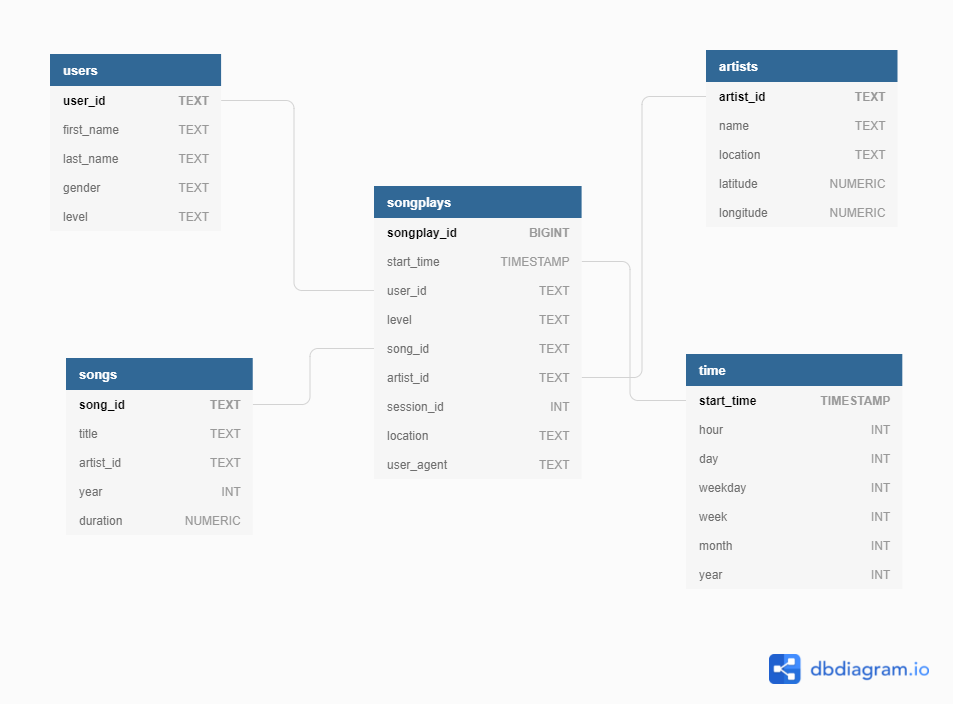 users
user_id TEXT
first_name TEXT
last_name TEXT
gender TEXT
level TEXT
songs
song_id TEXT
title TEXT
artist_id TEXT
year INT
duration NUMERIC
songplays
songplay_id BIGINT
start_time TIMESTAMP
user_id TEXT
level TEXT
song_id TEXT
artist_id TEXT
session_id INT
location TEXT
user_agent TEXT
artists
artist_id TEXT
name TEXT
location TEXT
latitude NUMERIC
longitude NUMERIC
time
start_time TIMESTAMP
hour INT
day INT
weekday INT
week INT
month INT
year INT
dbdiagram.io